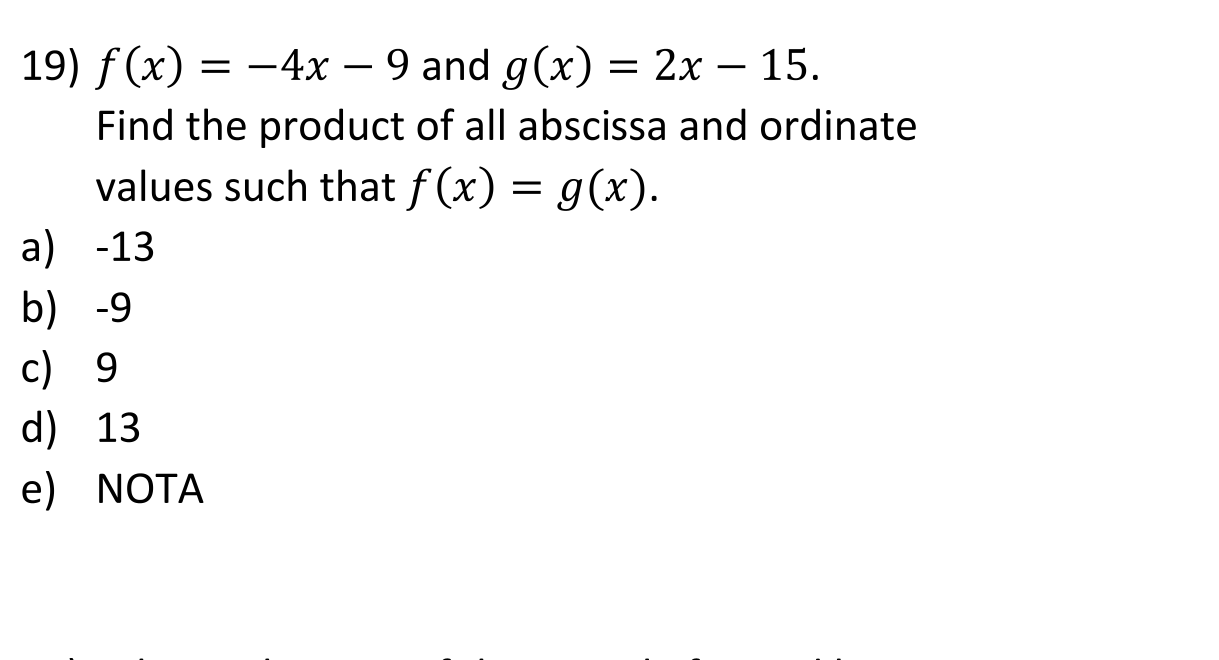 19) f(x) = −4x − 9 and g(x) = 2x − 15.
Find the product of all abscissa and ordinate
values such that f(x) = g(x).
a) -13
b) -9
c) 9
d) 13
e) NOTA